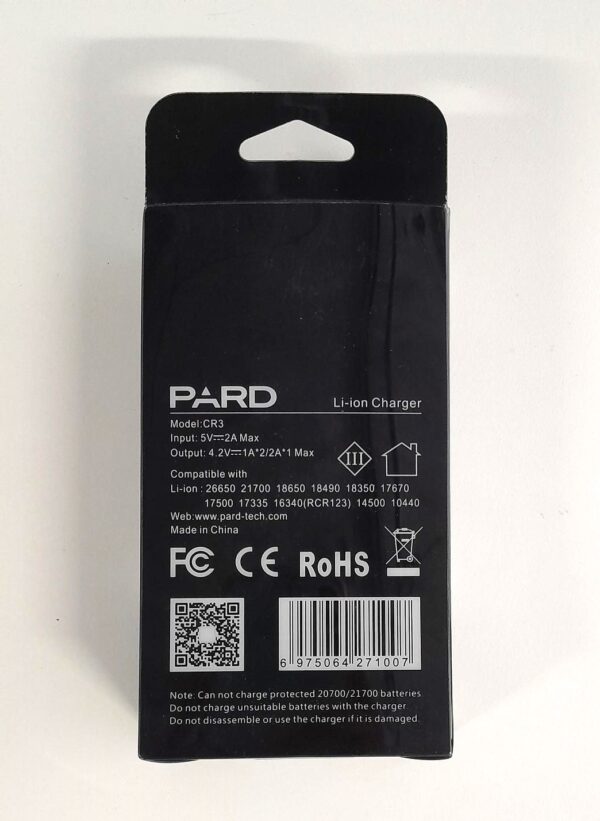 PARD
Li-ion Charger
Model:CR3
Input: 5V⎓2A Max
Output: 4.2V⎓1A*2/2A*1 Max
III
Compatible with
Li-ion : 26650 21700 18650 18490 18350 17670
17500 17335 16340(RCR123) 14500 10440
Web:www.pard-tech.com
Made in China
FC CE RoHS
6 975064 271007
Note: Can not charge protected 20700/21700 batteries
Do not charge unsuitable batteries with the charger
Do not disassemble or use the charger if it is damaged.